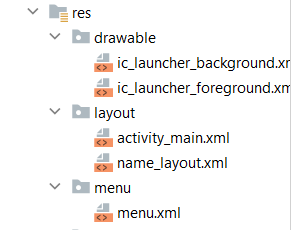 res
drawable
ic_launcher_background.xm
ic_launcher_foreground.xm
layout
activity_main.xml
name_layout.xml
menu
menu.xml